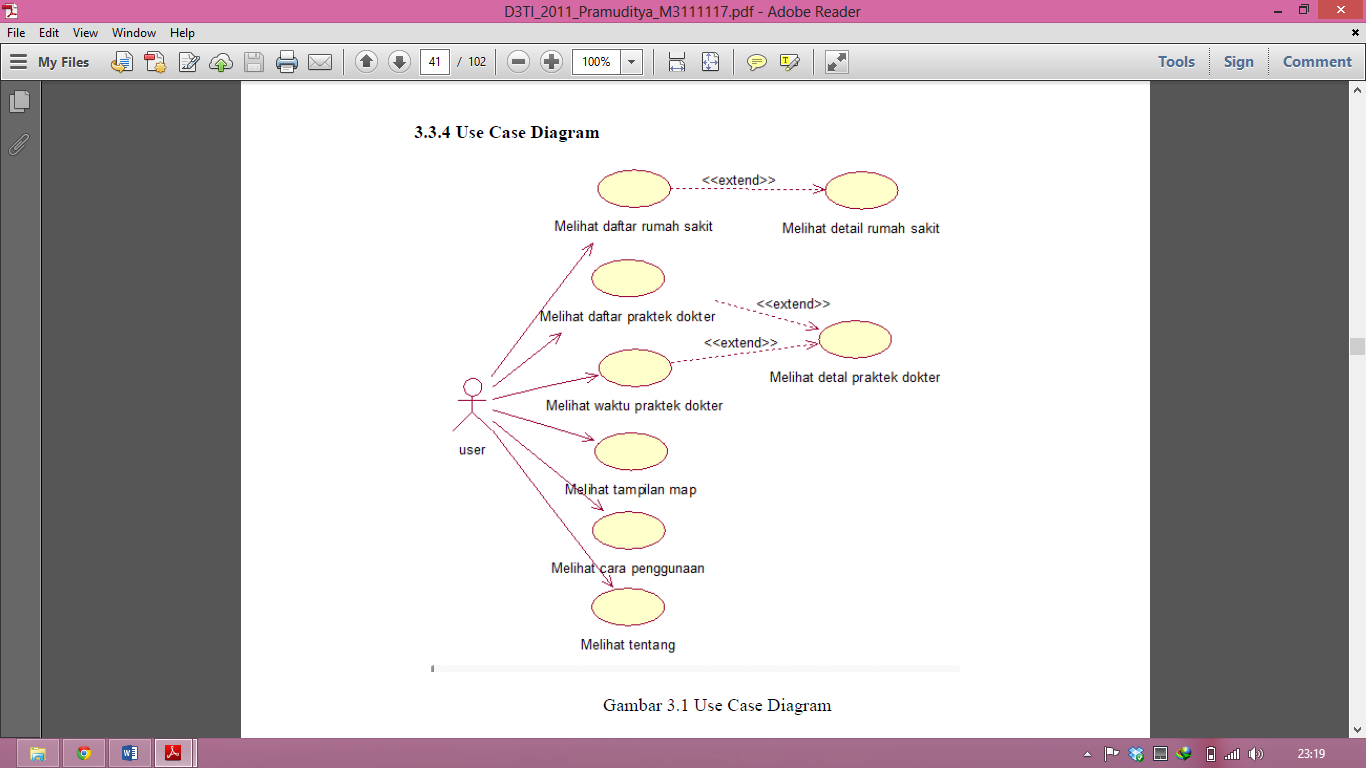 D3TI_2011_Pramuditya_M3111117.pdf - Adobe Reader
File Edit View Window Help
My Files 41 / 102 100% Tools Sign Comment
3.3.4 Use Case Diagram
<<extend>>
Melihat daftar rumah sakit
Melihat detail rumah sakit
<<extend>>
Melihat daftar praktek dokter
<<extend>>
Melihat detal praktek dokter
Melihat waktu praktek dokter
user
Melihat tampilan map
Melihat cara penggunaan
Melihat tentang
Gambar 3.1 Use Case Diagram
23:19